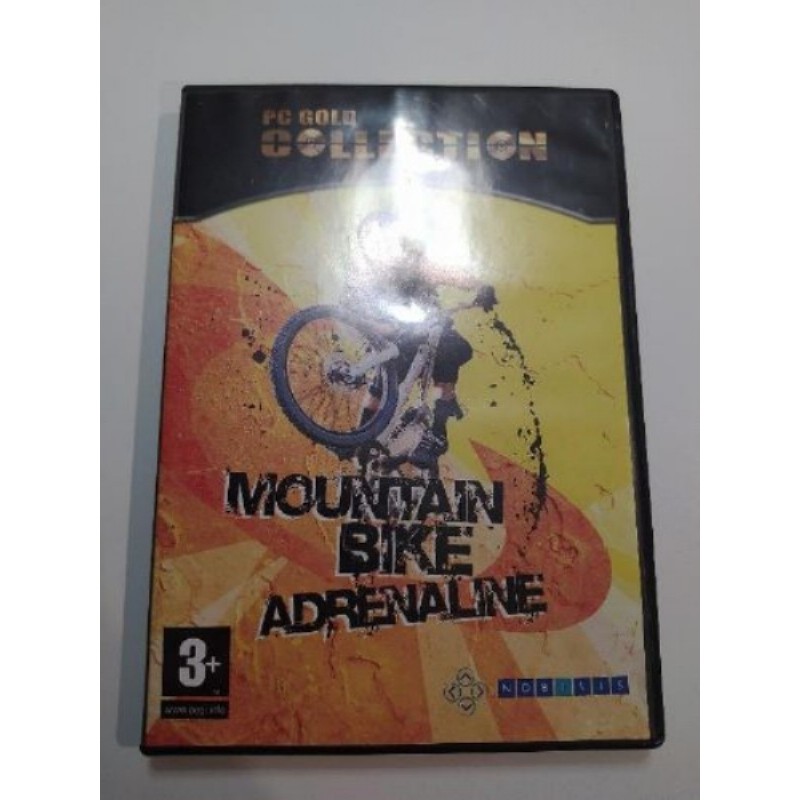 PC GOLD
COLLECTION
MOUNTAIN
BIKE
ADRENALINE
3+
www.pegi.info
NOBILIS